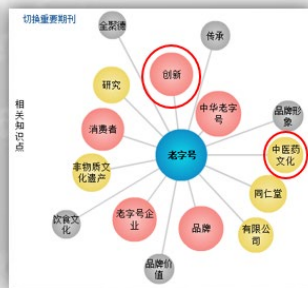 切换重要期刊
全聚德
传承
创新
研究
中华老字
号
品牌形
象
消费者
相关知识点
老字号
中医药
文化
非物质文
化遗产
同仁堂
饮食文
化
老字号企
业
品牌
有限公
司
品牌价
值